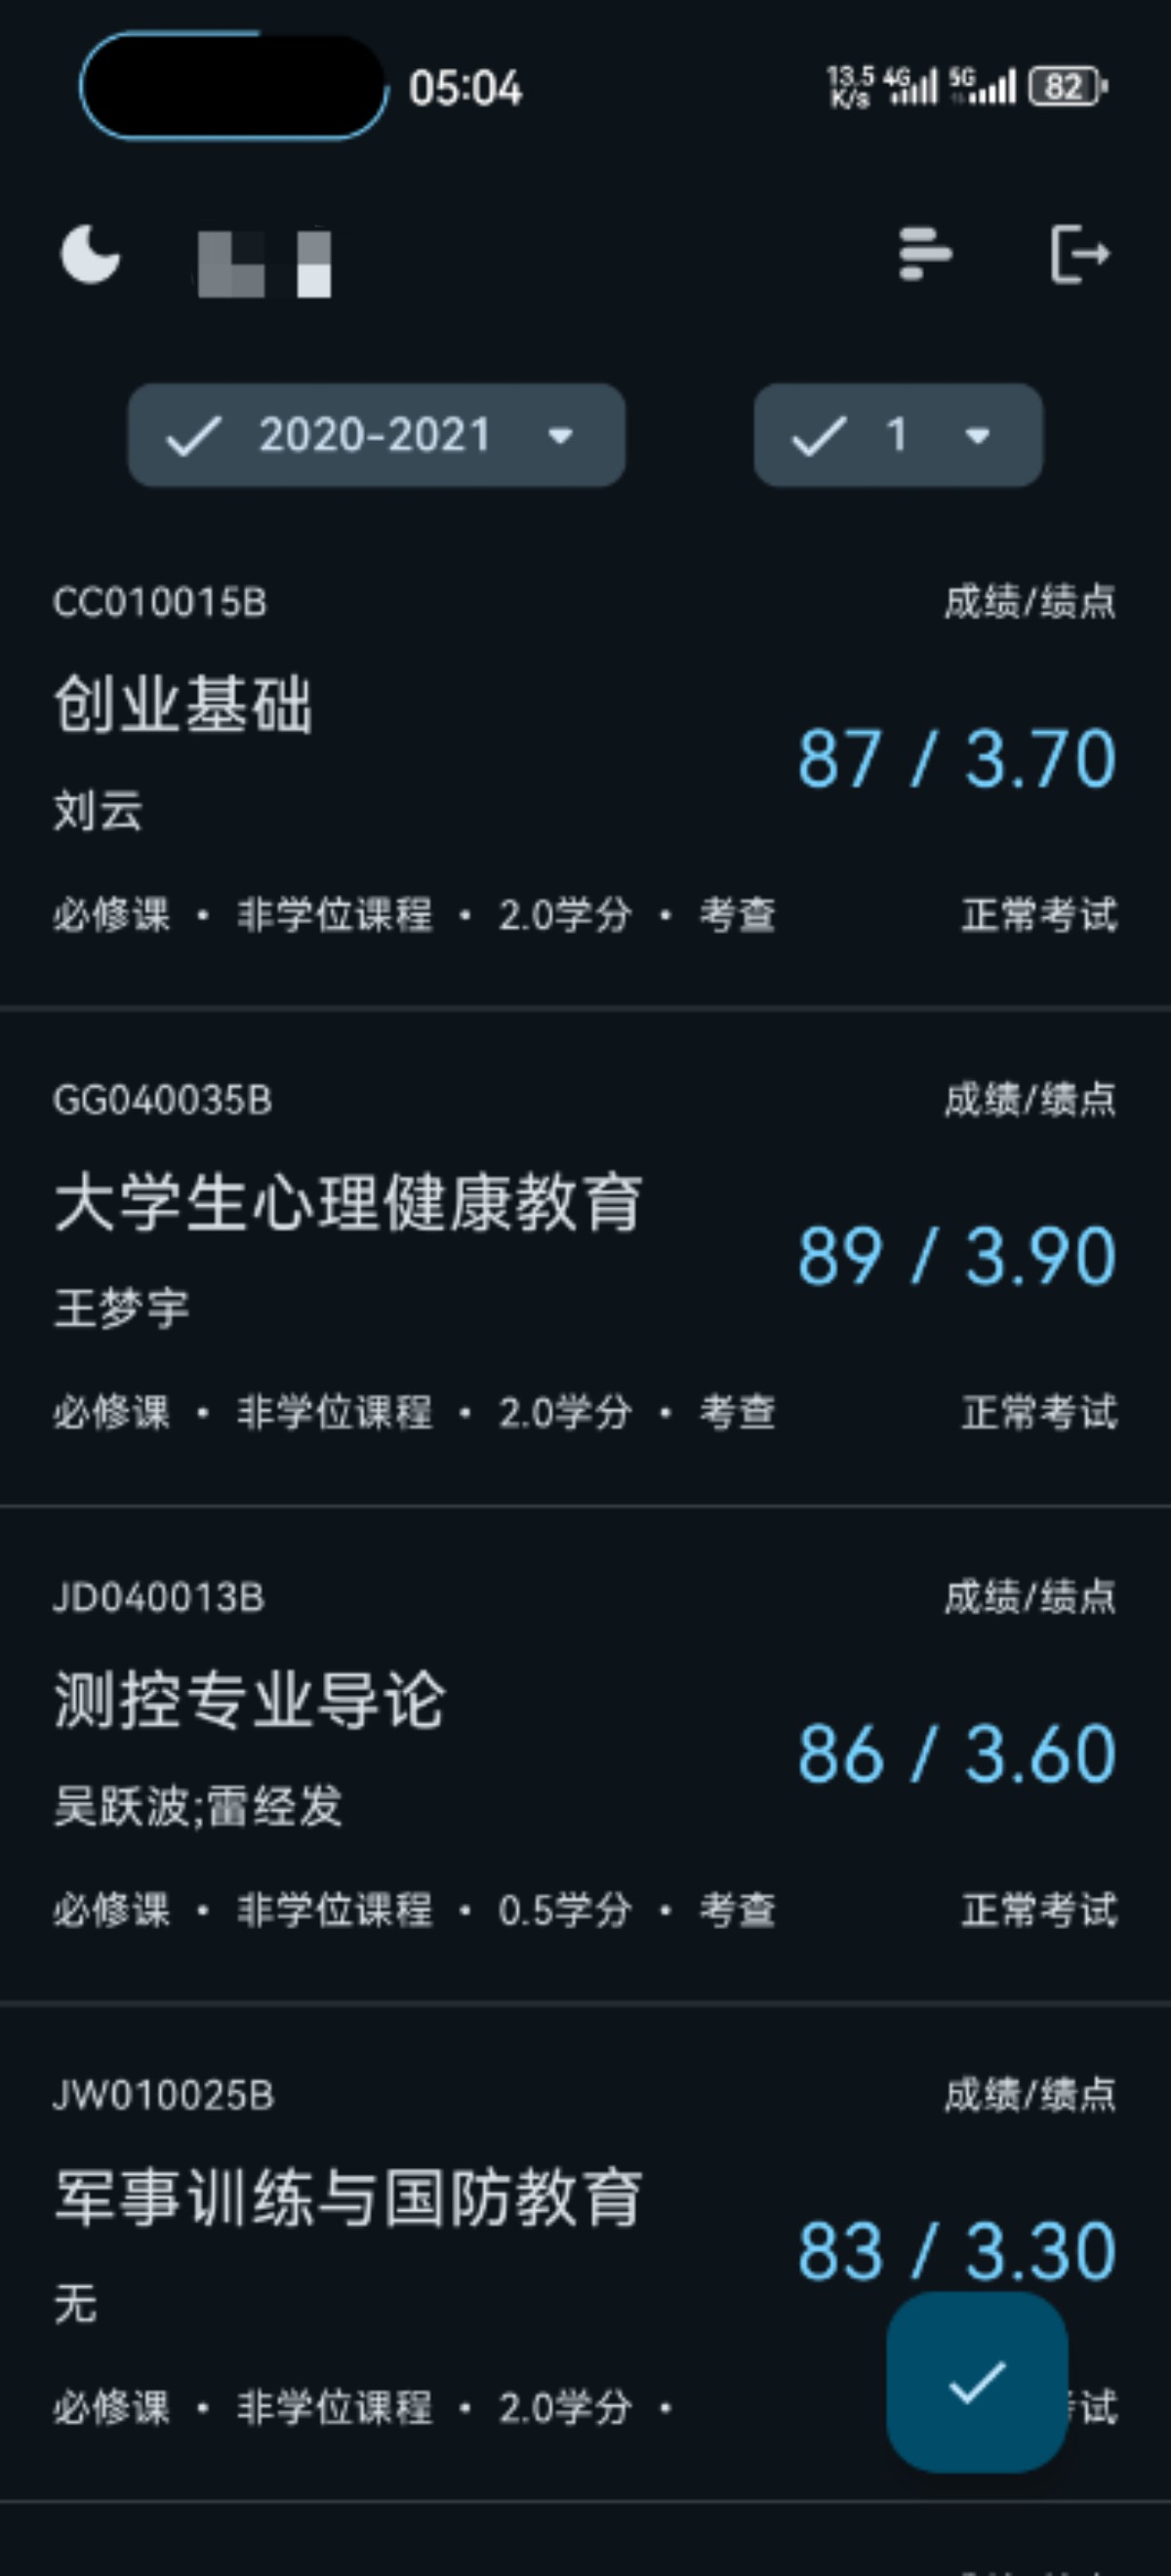 05:04
13.5 K/s 4G 5G 82
2020-2021
1
CC010015B
成绩/绩点
创业基础
87 / 3.70
刘云
必修课 • 非学位课程 • 2.0学分 • 考查
正常考试
GG040035B
成绩/绩点
大学生心理健康教育
89 / 3.90
王梦宇
必修课 • 非学位课程 • 2.0学分 • 考查
正常考试
JD040013B
成绩/绩点
测控专业导论
86 / 3.60
吴跃波;雷经发
必修课 • 非学位课程 • 0.5学分 • 考查
正常考试
JW010025B
成绩/绩点
军事训练与国防教育
83 / 3.30
无
必修课 • 非学位课程 • 2.0学分 •
试